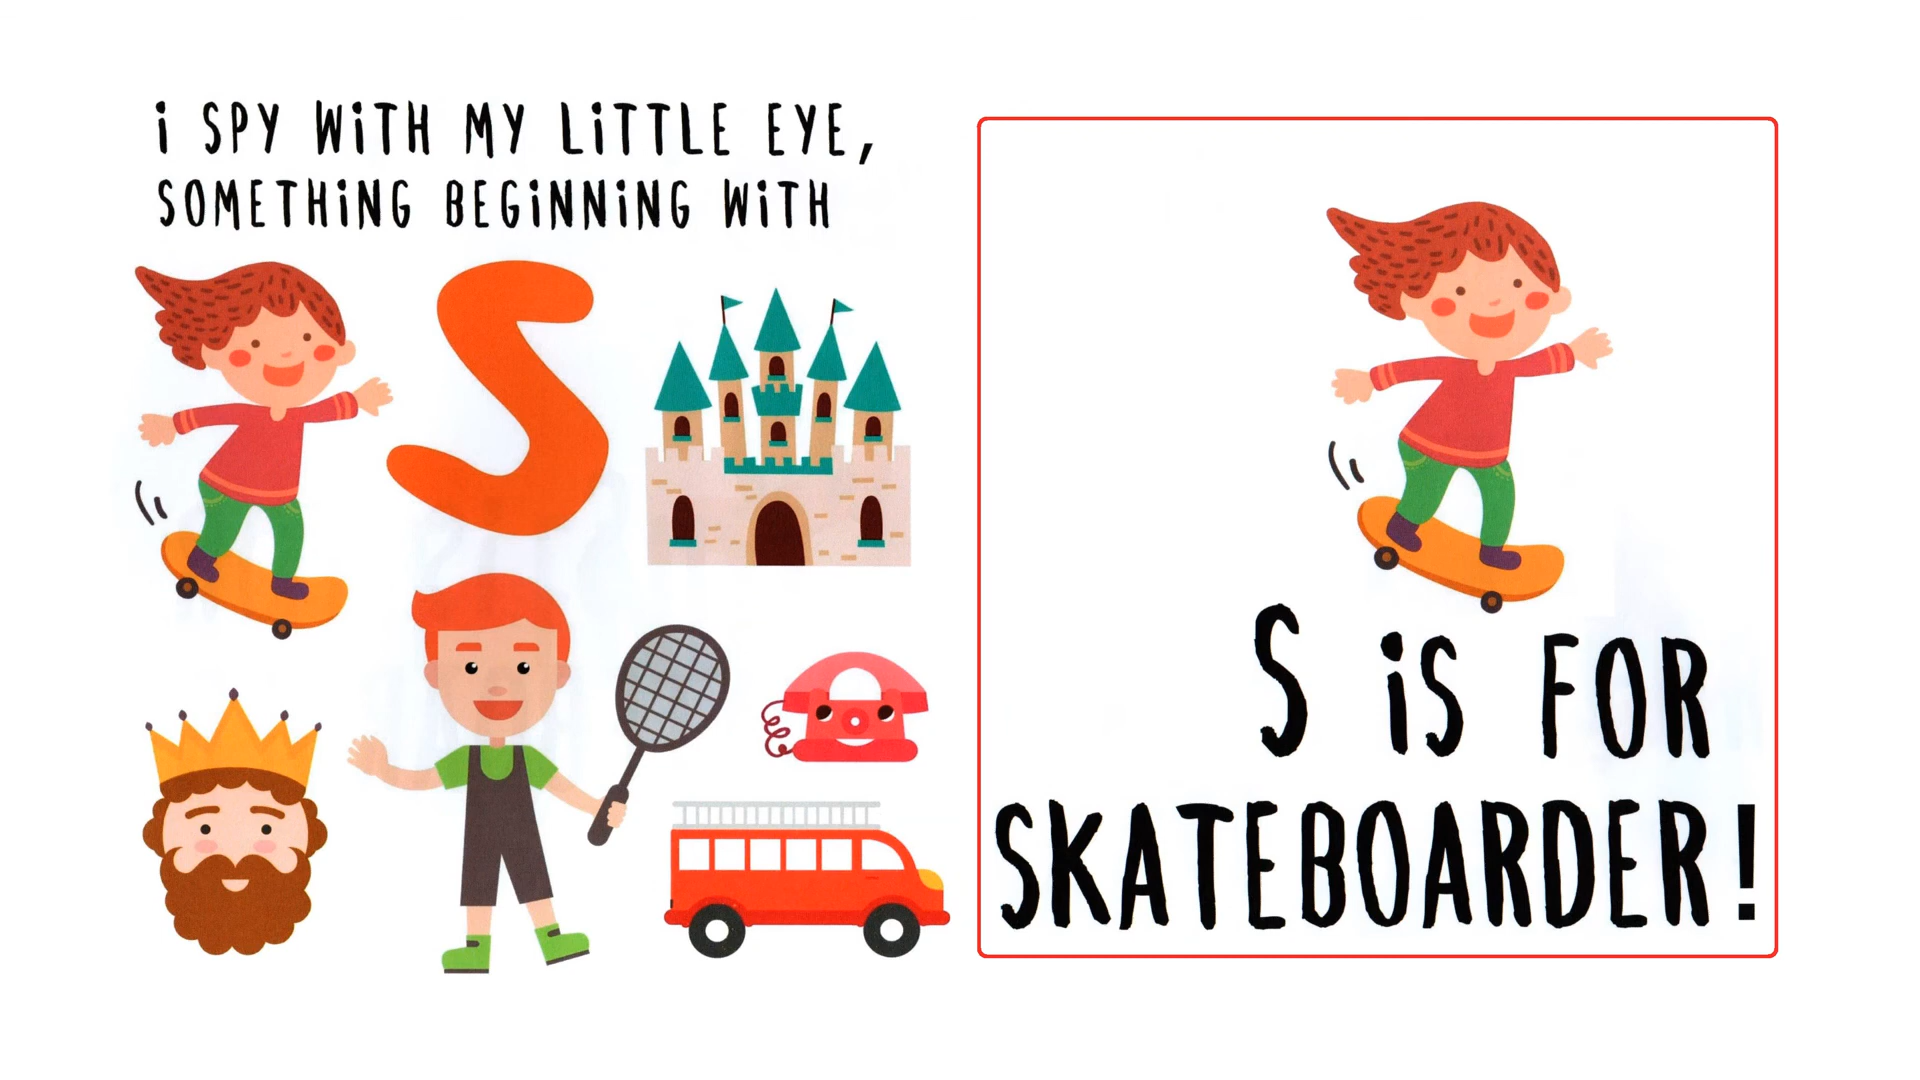 i SPY WiTH MY LiTTLE EYE,
SOMETHiNG BEGiNNiNG WiTH
S
S iS FOR
SKATEBOARDER!